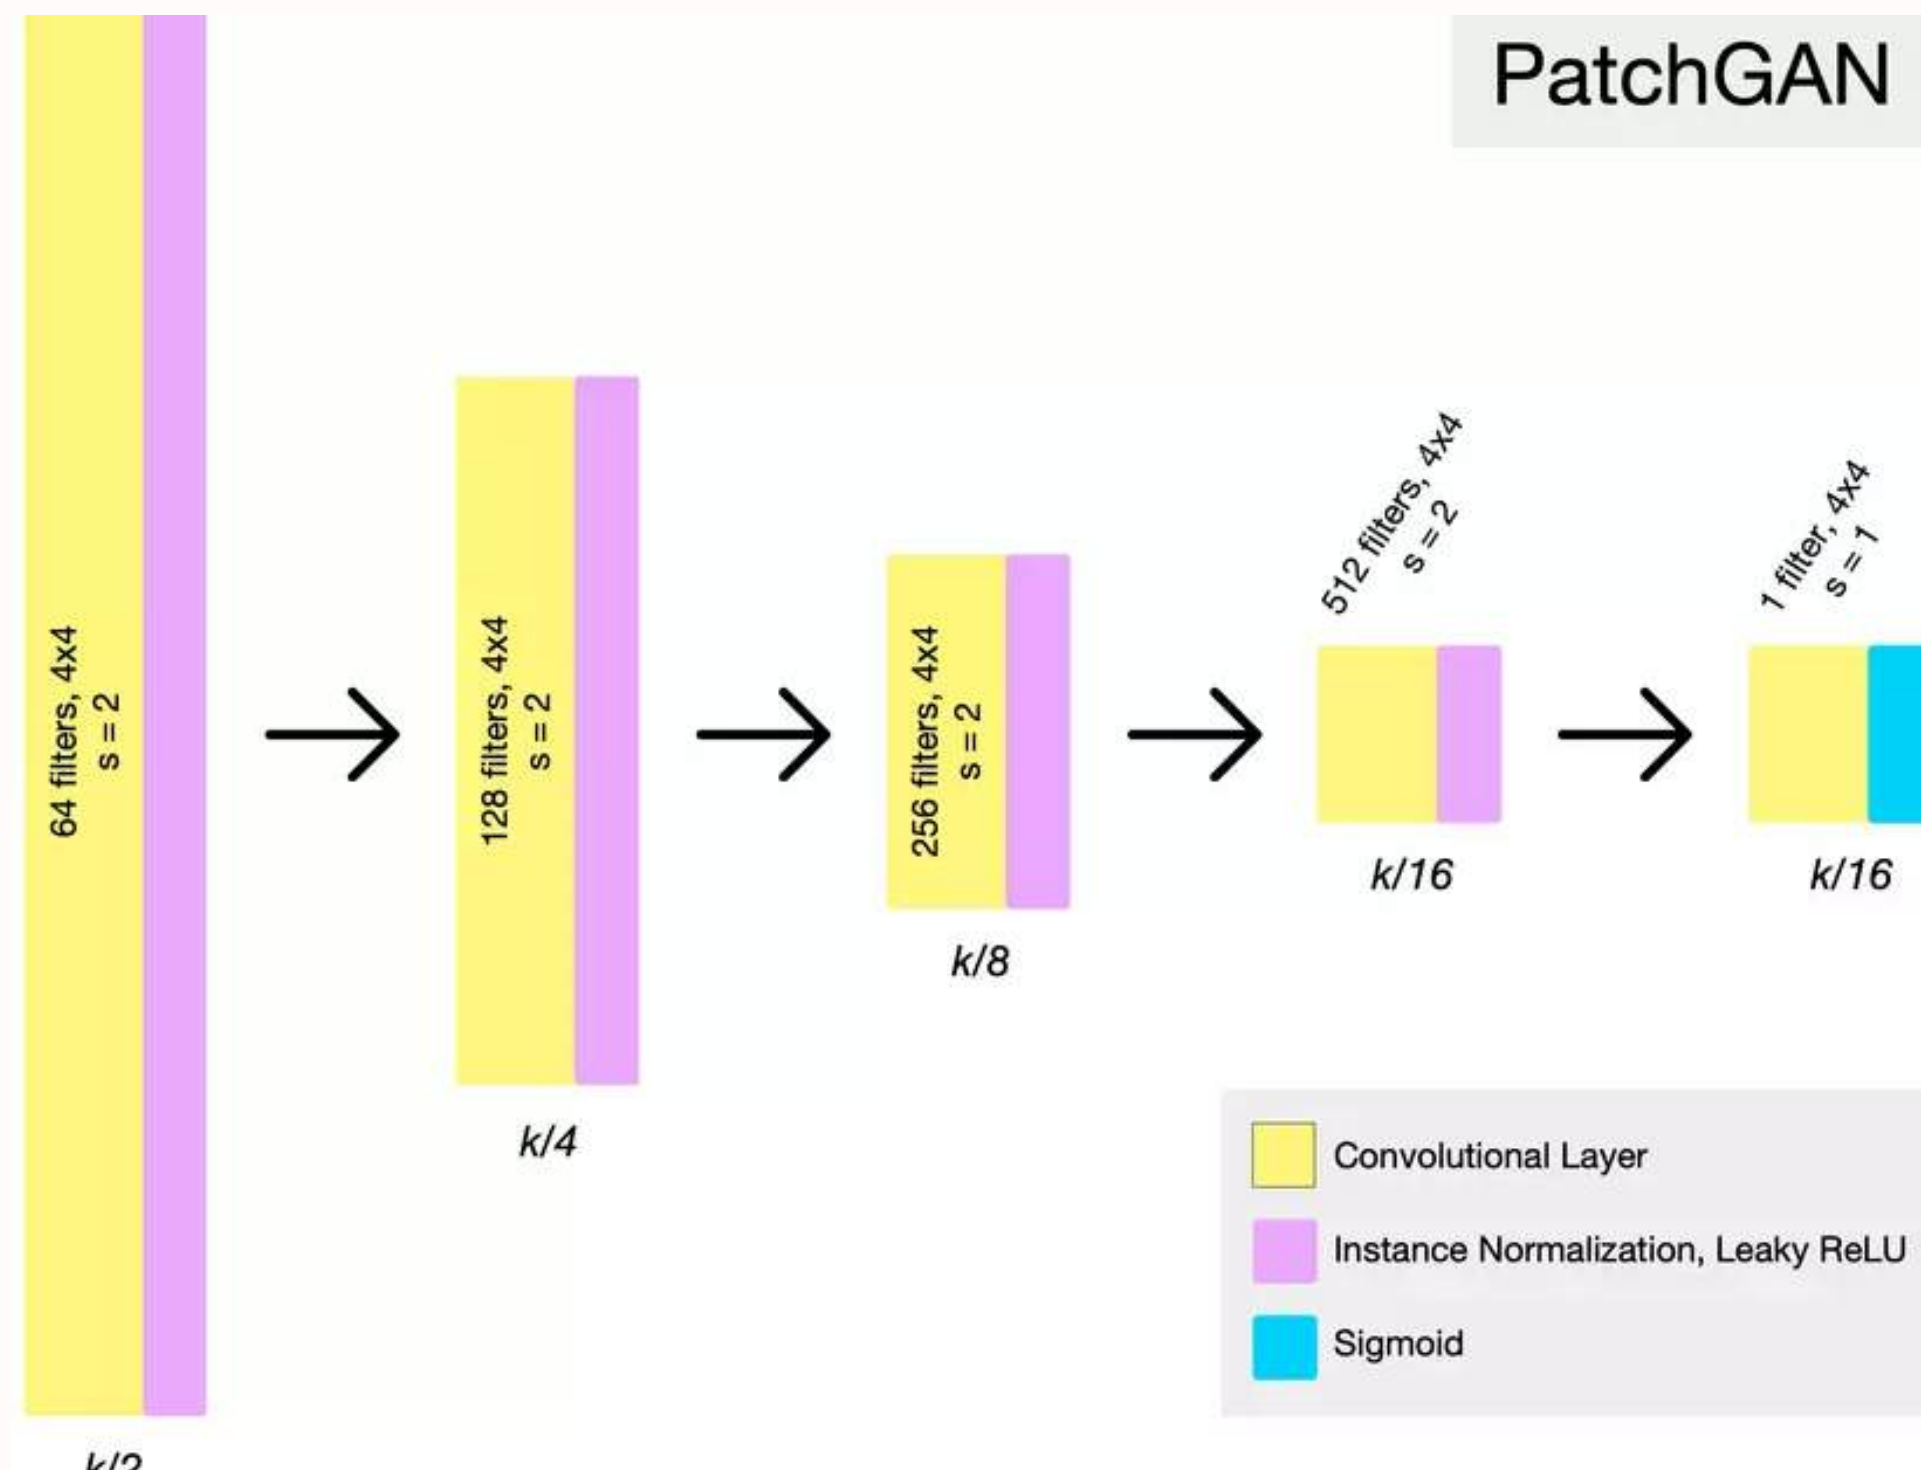 PatchGAN
64 filters, 4x4
s = 2
k/2
128 filters, 4x4
s = 2
k/4
256 filters, 4x4
s = 2
k/8
512 filters, 4x4
s = 2
k/16
1 filter, 4x4
s = 1
k/16
Convolutional Layer
Instance Normalization, Leaky ReLU
Sigmoid